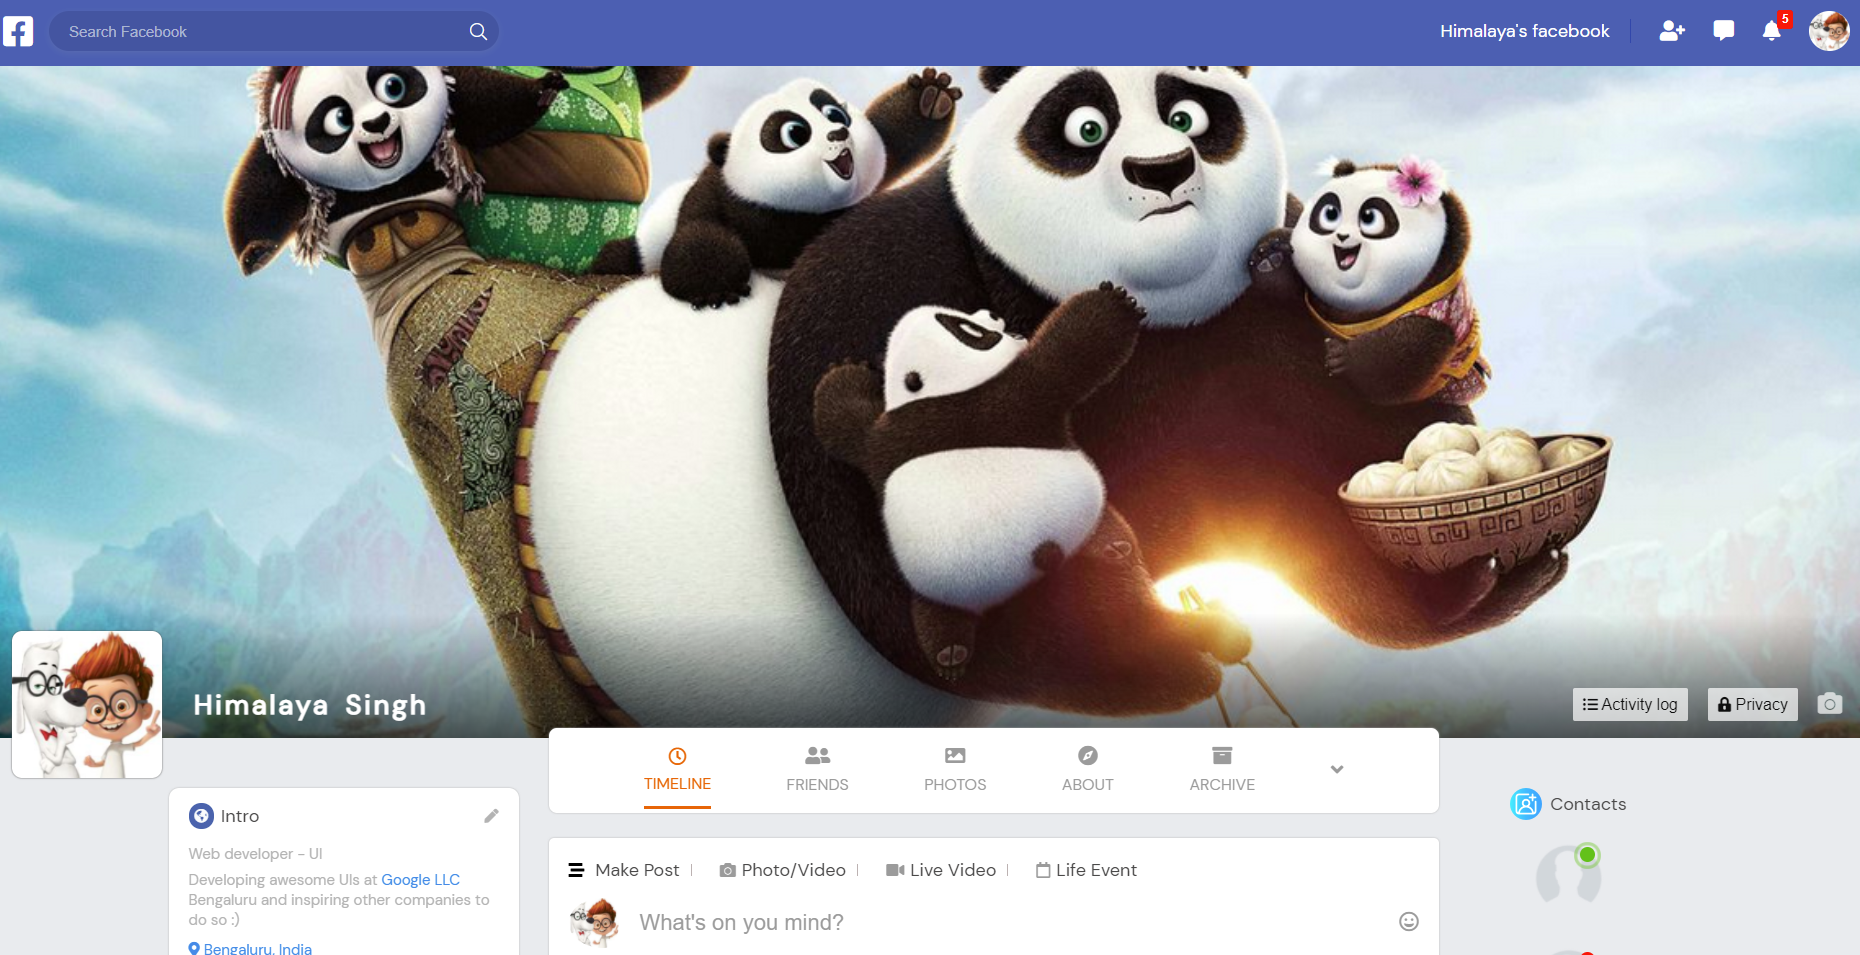 Search Facebook
Himalaya's facebook
5
Himalaya Singh
Activity log
Privacy
TIMELINE
FRIENDS
PHOTOS
ABOUT
ARCHIVE
Intro
Web developer - UI
Developing awesome UIs at Google LLC
Bengaluru and inspiring other companies to
do so :)
Bengaluru, India
Make Post
Photo/Video
Live Video
Life Event
What's on you mind?
Contacts